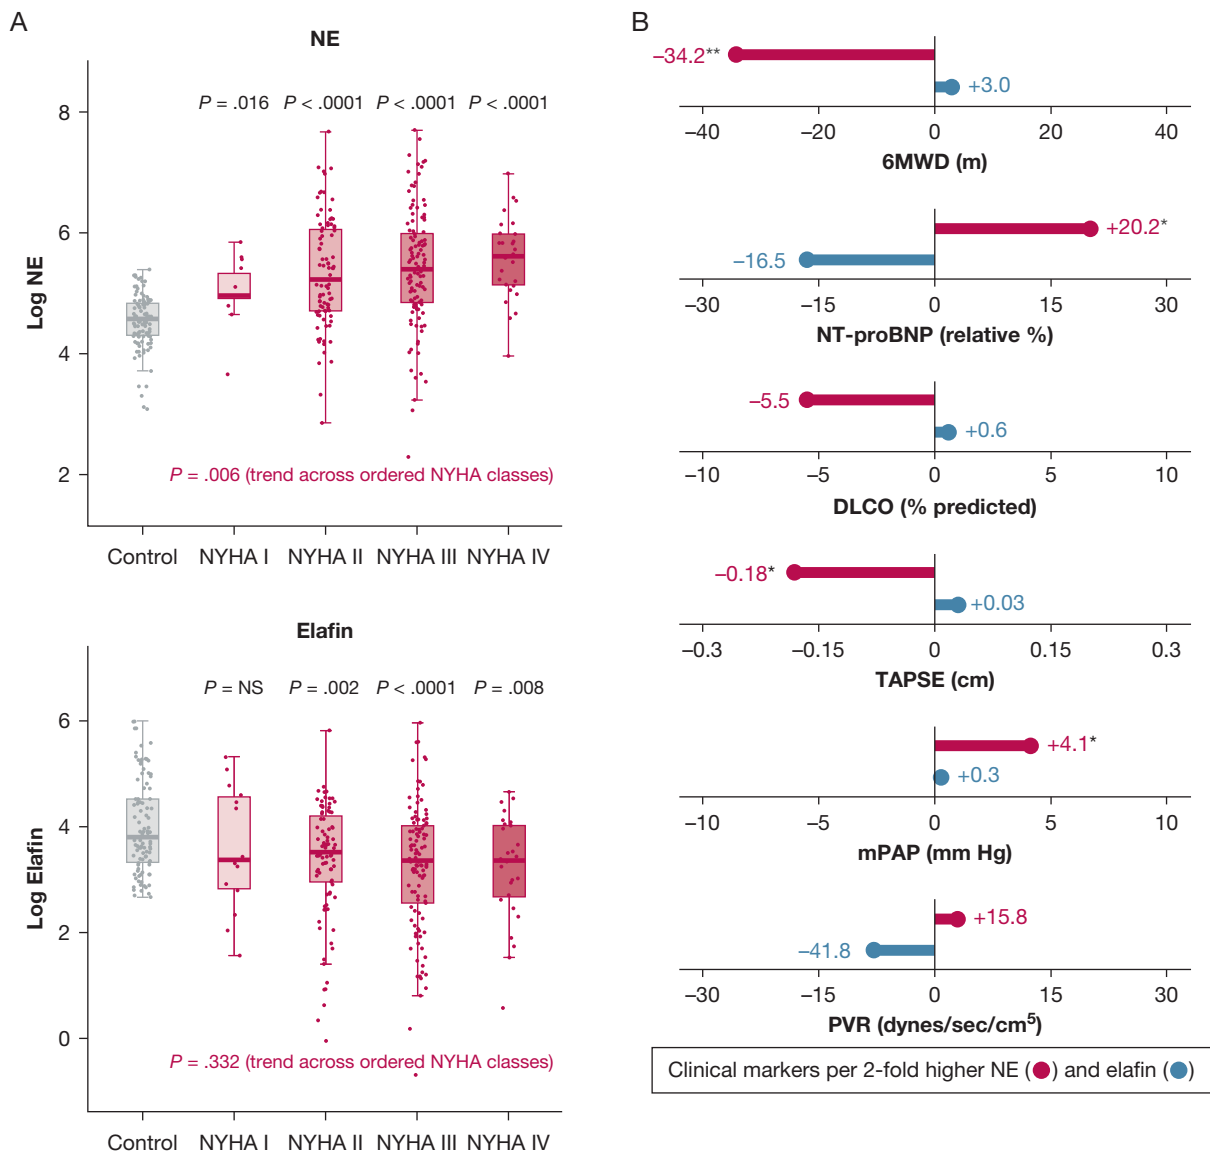 A
NE
P = .016 P < .0001 P < .0001 P < .0001
8
6
4
2
Log NE
P = .006 (trend across ordered NYHA classes)
Control NYHA I NYHA II NYHA III NYHA IV
Elafin
P = NS P = .002 P < .0001 P = .008
6
4
2
0
Log Elafin
P = .332 (trend across ordered NYHA classes)
Control NYHA I NYHA II NYHA III NYHA IV
B
−34.2**
+3.0
−40 −20 0 20 40
6MWD (m)
+20.2*
−16.5
−30 −15 0 15 30
NT-proBNP (relative %)
−5.5
+0.6
−10 −5 0 5 10
DLCO (% predicted)
−0.18*
+0.03
−0.3 −0.15 0 0.15 0.3
TAPSE (cm)
+4.1*
+0.3
−10 −5 0 5 10
mPAP (mm Hg)
+15.8
−41.8
−30 −15 0 15 30
PVR (dynes/sec/cm⁵)
Clinical markers per 2-fold higher NE (●) and elafin (●)